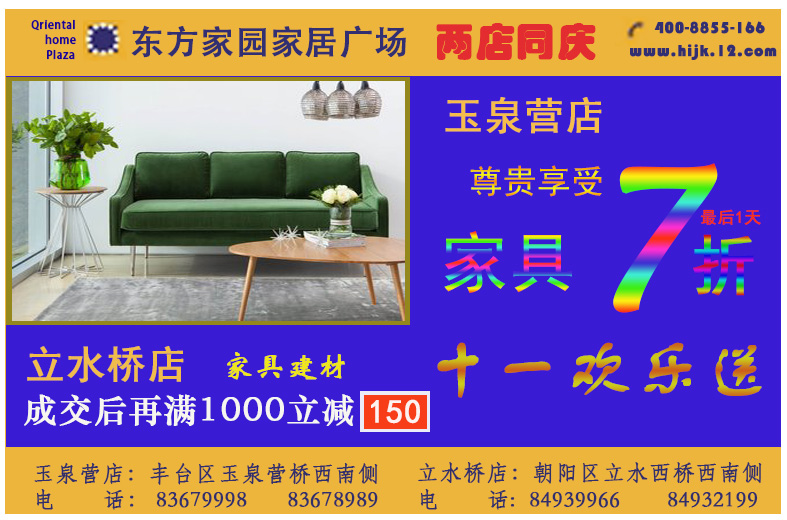 Qriental
home
Plaza
东方家园家居广场
两店同庆
400-8855-166
www.hijk.12.com
玉泉营店
尊贵享受
家具7折
最后1天
立水桥店 家具建材
成交后再满1000立减150
十一欢乐送
玉泉营店：丰台区玉泉营桥西南侧
电 话：83679998 83678989
立水桥店：朝阳区立水西桥西南侧
电 话：84939966 84932199